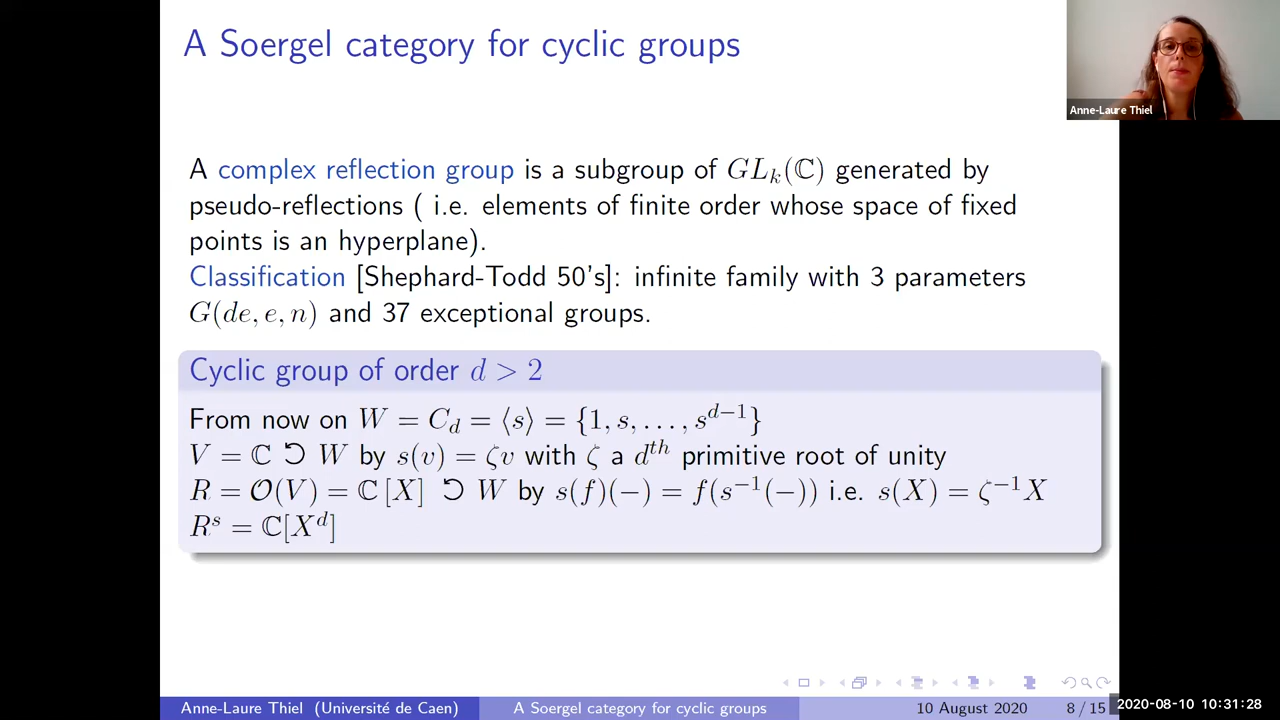 A Soergel category for cyclic groups
Anne-Laure Thiel
A complex reflection group is a subgroup of GL_k(ℂ) generated by
pseudo-reflections ( i.e. elements of finite order whose space of fixed
points is an hyperplane).
Classification [Shephard-Todd 50's]: infinite family with 3 parameters
G(de, e, n) and 37 exceptional groups.
Cyclic group of order d > 2
From now on W = C_d = ⟨s⟩ = {1, s, . . . , s^{d−1}}
V = ℂ ↻ W by s(v) = ζv with ζ a d^{th} primitive root of unity
R = O(V) = ℂ [X] ↻ W by s(f)(−) = f(s^{−1}(−)) i.e. s(X) = ζ^{−1}X
R^s = ℂ[X^d]
Anne-Laure Thiel (Université de Caen) A Soergel category for cyclic groups 10 August 2020 8 / 15
2020-08-10 10:31:28